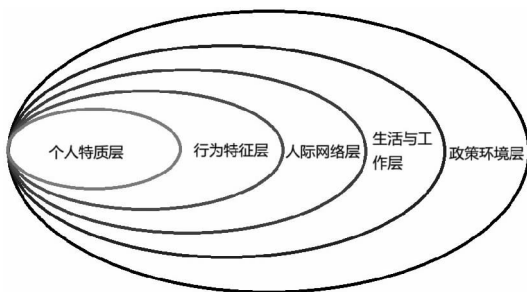 个人特质层
行为特征层
人际网络层
生活与工
作层
政策环境层